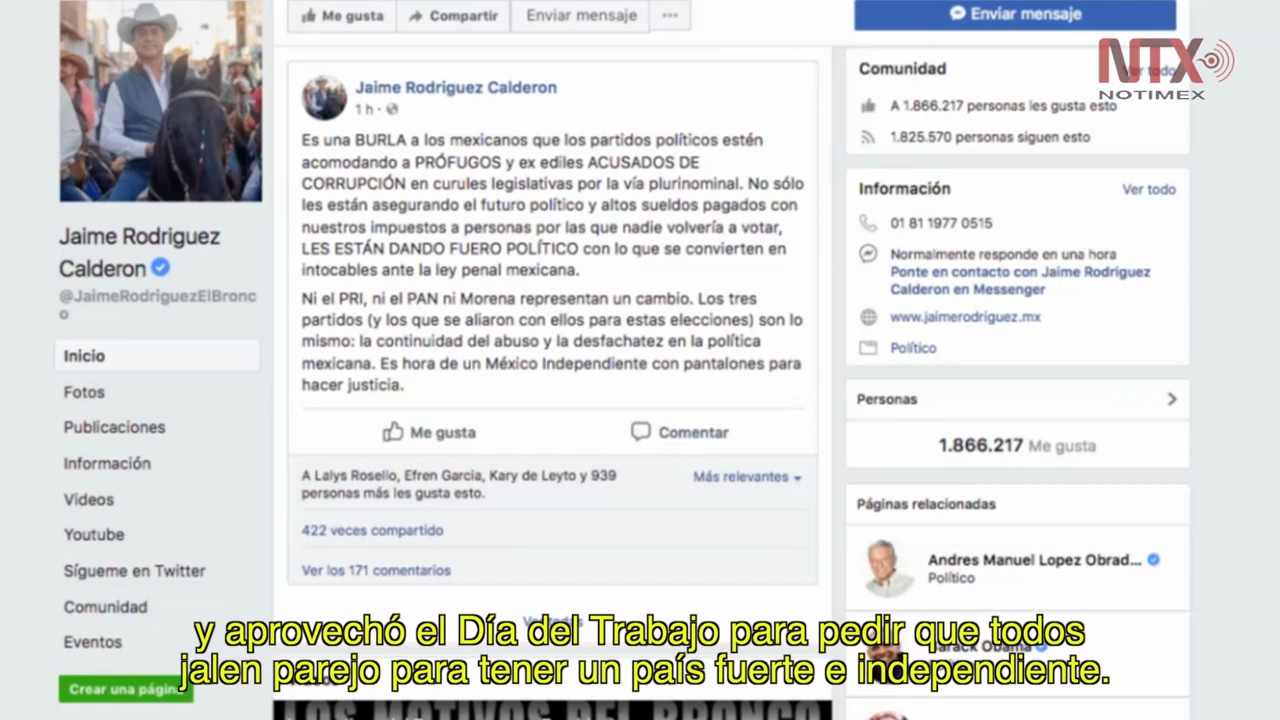 Me gusta
Compartir
Enviar mensaje
...
Enviar mensaje
NTX
NOTIMEX
Jaime Rodriguez
Calderon
@JaimeRodriguezElBronc
o
Inicio
Fotos
Publicaciones
Información
Videos
Youtube
Sígueme en Twitter
Comunidad
Eventos
Crear una página
Jaime Rodriguez Calderon
1 h ·
Es una BURLA a los mexicanos que los partidos políticos estén
acomodando a PRÓFUGOS y ex ediles ACUSADOS DE
CORRUPCIÓN en curules legislativas por la vía plurinominal. No sólo
les están asegurando el futuro político y altos sueldos pagados con
nuestros impuestos a personas por las que nadie volvería a votar,
LES ESTÁN DANDO FUERO POLÍTICO con lo que se convierten en
intocables ante la ley penal mexicana.
Ni el PRI, ni el PAN ni Morena representan un cambio. Los tres
partidos (y los que se aliaron con ellos para estas elecciones) son lo
mismo: la continuidad del abuso y la desfachatez en la política
mexicana. Es hora de un México Independiente con pantalones para
hacer justicia.
Me gusta
Comentar
A Lalys Rosello, Efren Garcia, Kary de Leyto y 939
personas más les gusta esto.
Más relevantes
422 veces compartido
Ver los 171 comentarios
Comunidad
Ver todo
A 1.866.217 personas les gusta esto
1.825.570 personas siguen esto
Información
Ver todo
01 81 1977 0515
Normalmente responde en una hora
Ponte en contacto con Jaime Rodriguez
Calderon en Messenger
www.jaimerodriguez.mx
Político
Personas
1.866.217 Me gusta
Páginas relacionadas
Andres Manuel Lopez Obrad...
Político
Barack Obama
y aprovechó el Día del Trabajo para pedir que todos
jalen parejo para tener un país fuerte e independiente.
LOS MOTIVOS DEL BRONCO